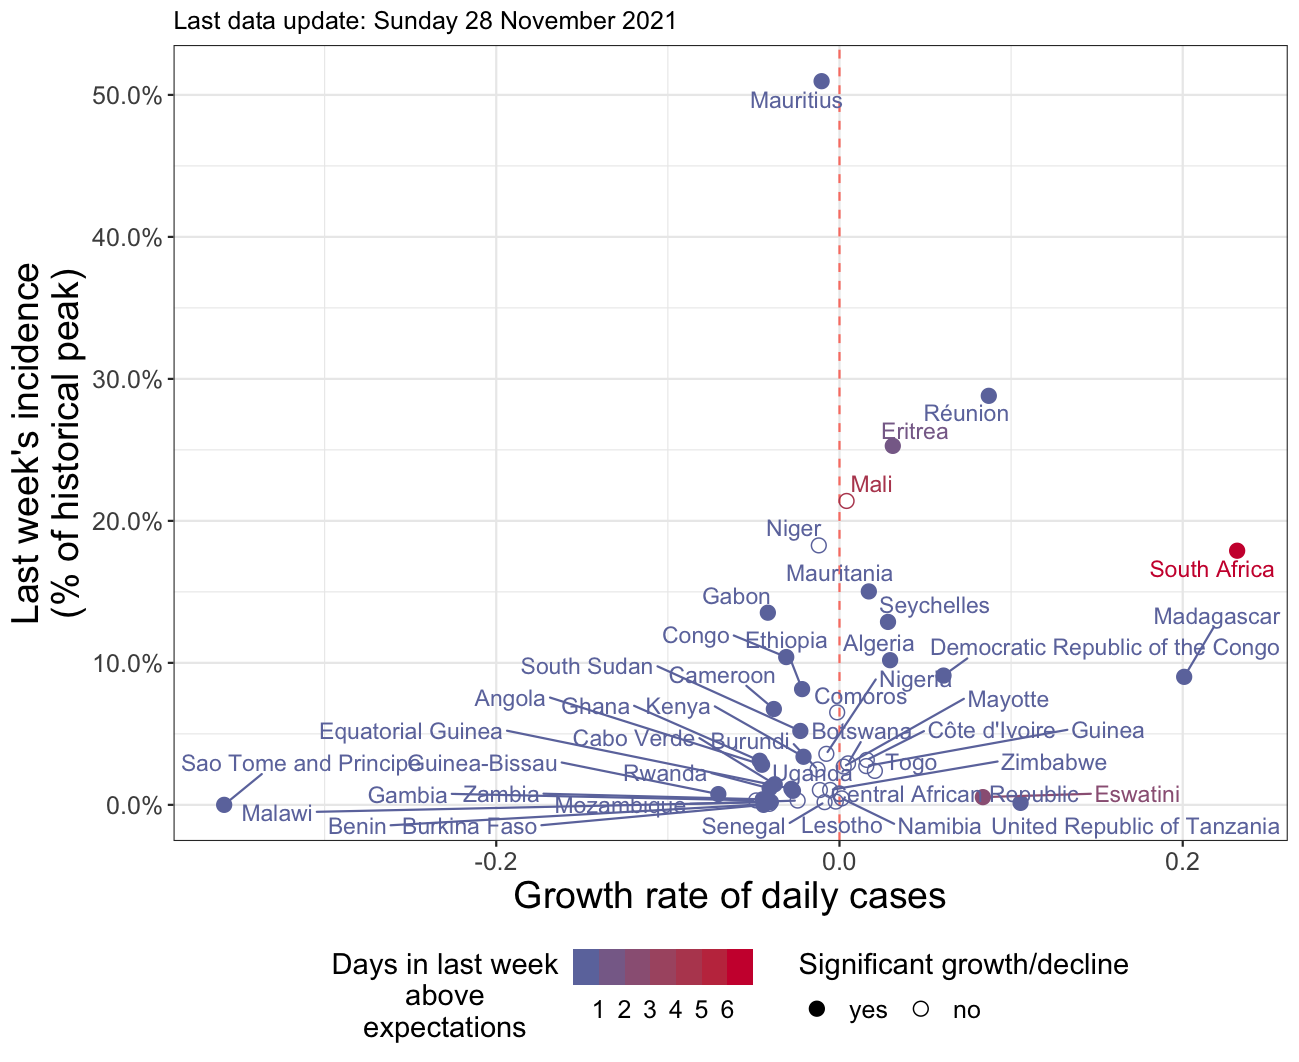 Last data update: Sunday 28 November 2021
50.0%
40.0%
30.0%
20.0%
10.0%
0.0%
Last week's incidence
(% of historical peak)
Mauritius
Réunion
Eritrea
Mali
Niger
South Africa
Mauritania
Gabon
Seychelles
Madagascar
Congo
Ethiopia
Algeria
Democratic Republic of the Congo
South Sudan
Cameroon
Nigeria
Angola
Ghana
Kenya
Comoros
Mayotte
Equatorial Guinea
Cabo Verde
Burundi
Botswana
Côte d'Ivoire
Guinea
Sao Tome and Principe
Guinea-Bissau
Rwanda
Uganda
Togo
Zimbabwe
Gambia
Zambia
Mozambique
Central African Republic
Eswatini
Malawi
Benin
Burkina Faso
Senegal
Lesotho
Namibia
United Republic of Tanzania
-0.2
0.0
0.2
Growth rate of daily cases
Days in last week
above
expectations
1 2 3 4 5 6
Significant growth/decline
yes
no